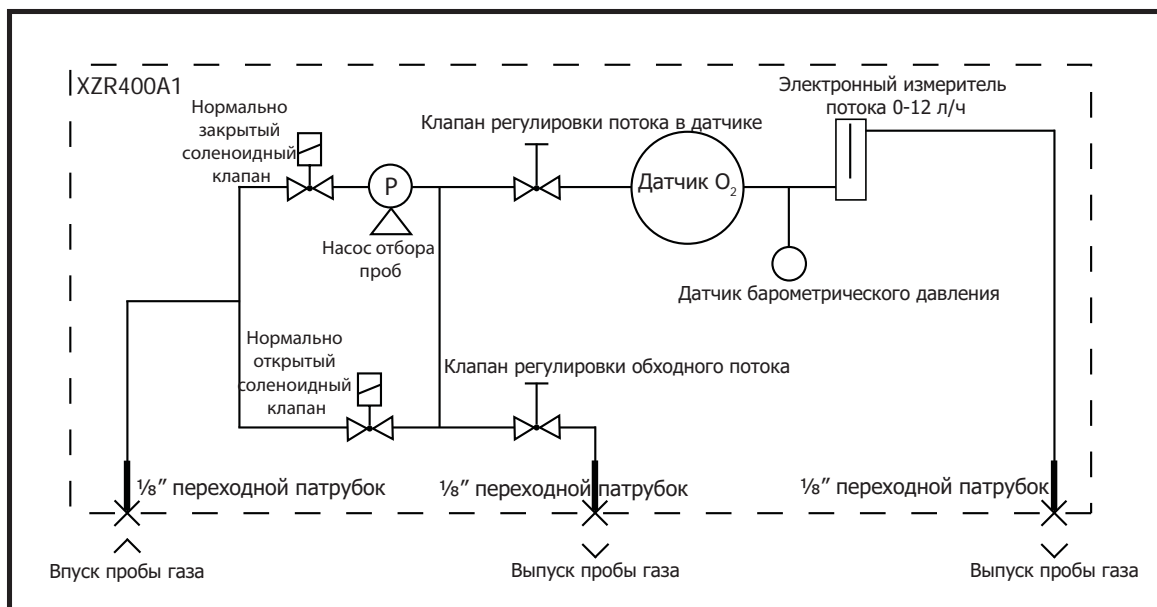 XZR400A1
Электронный измеритель
потока 0-12 л/ч
Нормально
закрытый
соленоидный
клапан
Клапан регулировки потока в датчике
P
Датчик O₂
Насос отбора
проб
Датчик барометрического давления
Нормально
открытый
соленоидный
клапан
Клапан регулировки обходного потока
⅛” переходной патрубок
⅛” переходной патрубок
⅛” переходной патрубок
Впуск пробы газа
Выпуск пробы газа
Выпуск пробы газа